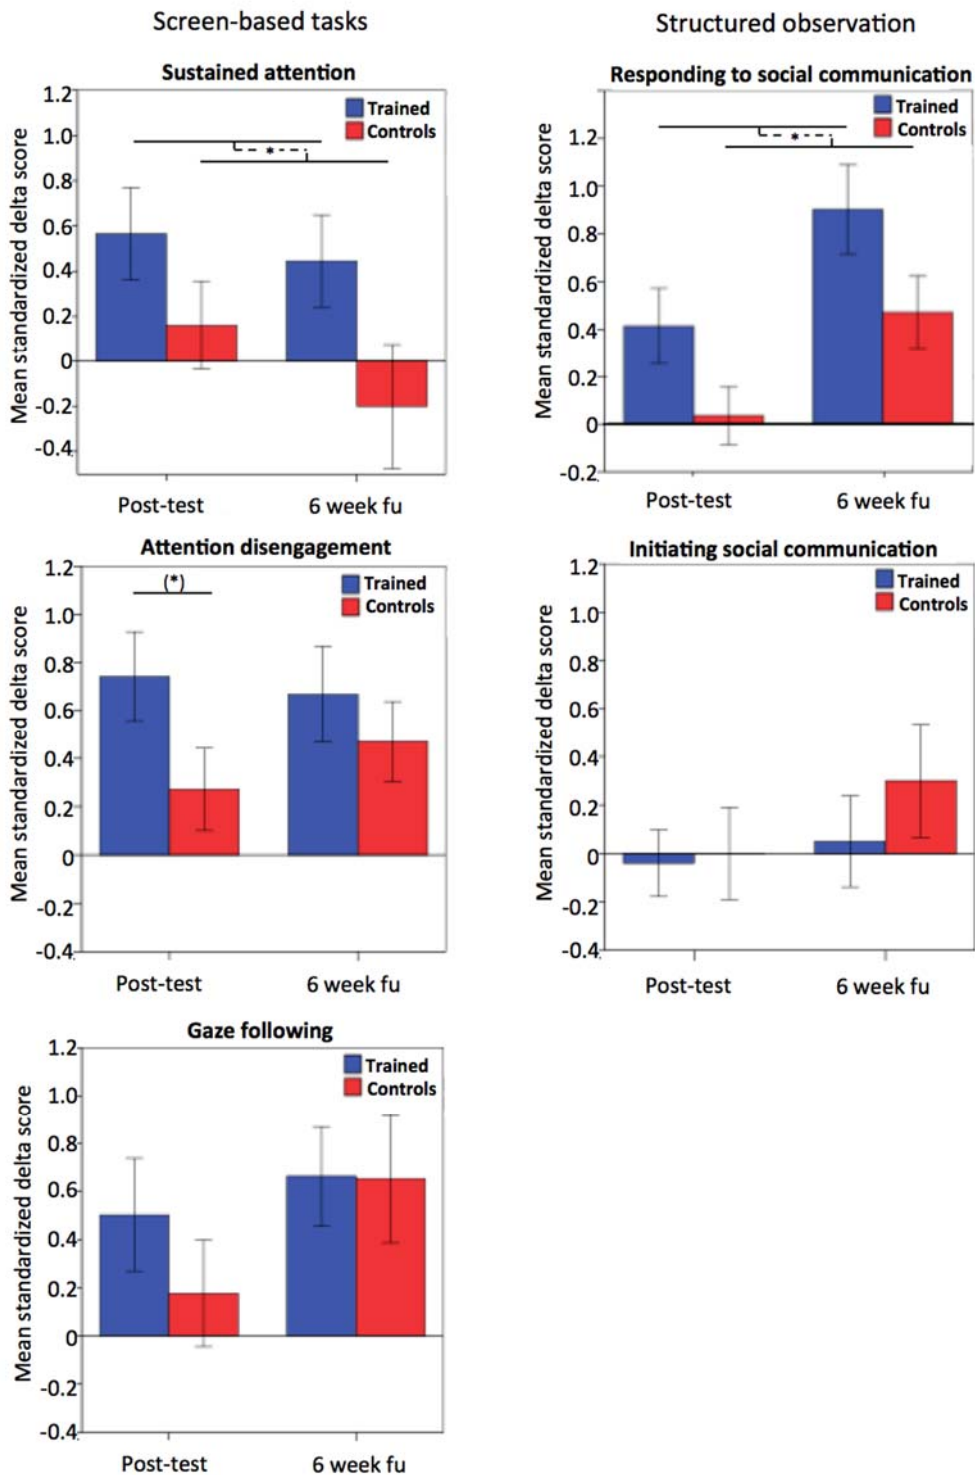 Screen-based tasks
Structured observation
Sustained attention
Mean standardized delta score
1.2
1.0
0.8
0.6
0.4
0.2
0
-0.2
-0.4
Trained
Controls
*
Post-test
6 week fu
Responding to social communication
Mean standardized delta score
1.2
1.0
0.8
0.6
0.4
0.2
0
-0.2
Trained
Controls
*
Post-test
6 week fu
Attention disengagement
Mean standardized delta score
1.2
1.0
0.8
0.6
0.4
0.2
0
-0.2
-0.4
(*)
Trained
Controls
Post-test
6 week fu
Initiating social communication
Mean standardized delta score
1.2
1.0
0.8
0.6
0.4
0.2
0
-0.2
-0.4
Trained
Controls
Post-test
6 week fu
Gaze following
Mean standardized delta score
1.2
1.0
0.8
0.6
0.4
0.2
0
-0.2
-0.4
Trained
Controls
Post-test
6 week fu